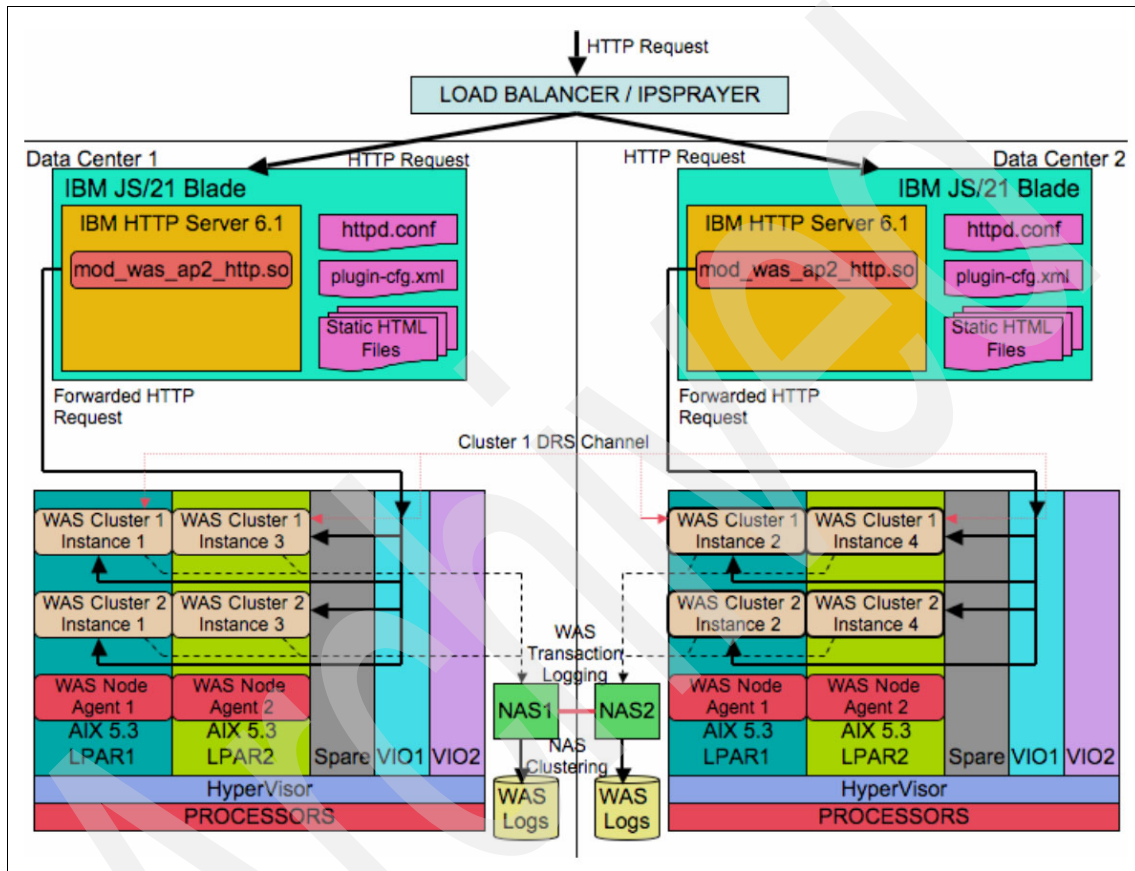 HTTP Request
LOAD BALANCER / IPSPRAYER
Data Center 1
HTTP Request
IBM JS/21 Blade
IBM HTTP Server 6.1
mod_was_ap2_http.so
httpd.conf
plugin-cfg.xml
Static HTML
Files
Forwarded HTTP
Request
HTTP Request
Data Center 2
IBM JS/21 Blade
IBM HTTP Server 6.1
mod_was_ap2_http.so
httpd.conf
plugin-cfg.xml
Static HTML
Files
Forwarded HTTP
Request
Cluster 1 DRS Channel
WAS Cluster 1
Instance 1
WAS Cluster 1
Instance 3
WAS Cluster 2
Instance 1
WAS Cluster 2
Instance 3
WAS Node
Agent 1
WAS Node
Agent 2
AIX 5.3
LPAR1
AIX 5.3
LPAR2
Spare
VIO1
VIO2
HyperVisor
PROCESSORS
WAS
Transaction
Logging
NAS1
NAS2
NAS
Clustering
WAS
Logs
WAS
Logs
WAS Cluster 1
Instance 2
WAS Cluster 1
Instance 4
WAS Cluster 2
Instance 2
WAS Cluster 2
Instance 4
WAS Node
Agent 1
WAS Node
Agent 2
AIX 5.3
LPAR1
AIX 5.3
LPAR2
Spare
VIO1
VIO2
HyperVisor
PROCESSORS
Archived